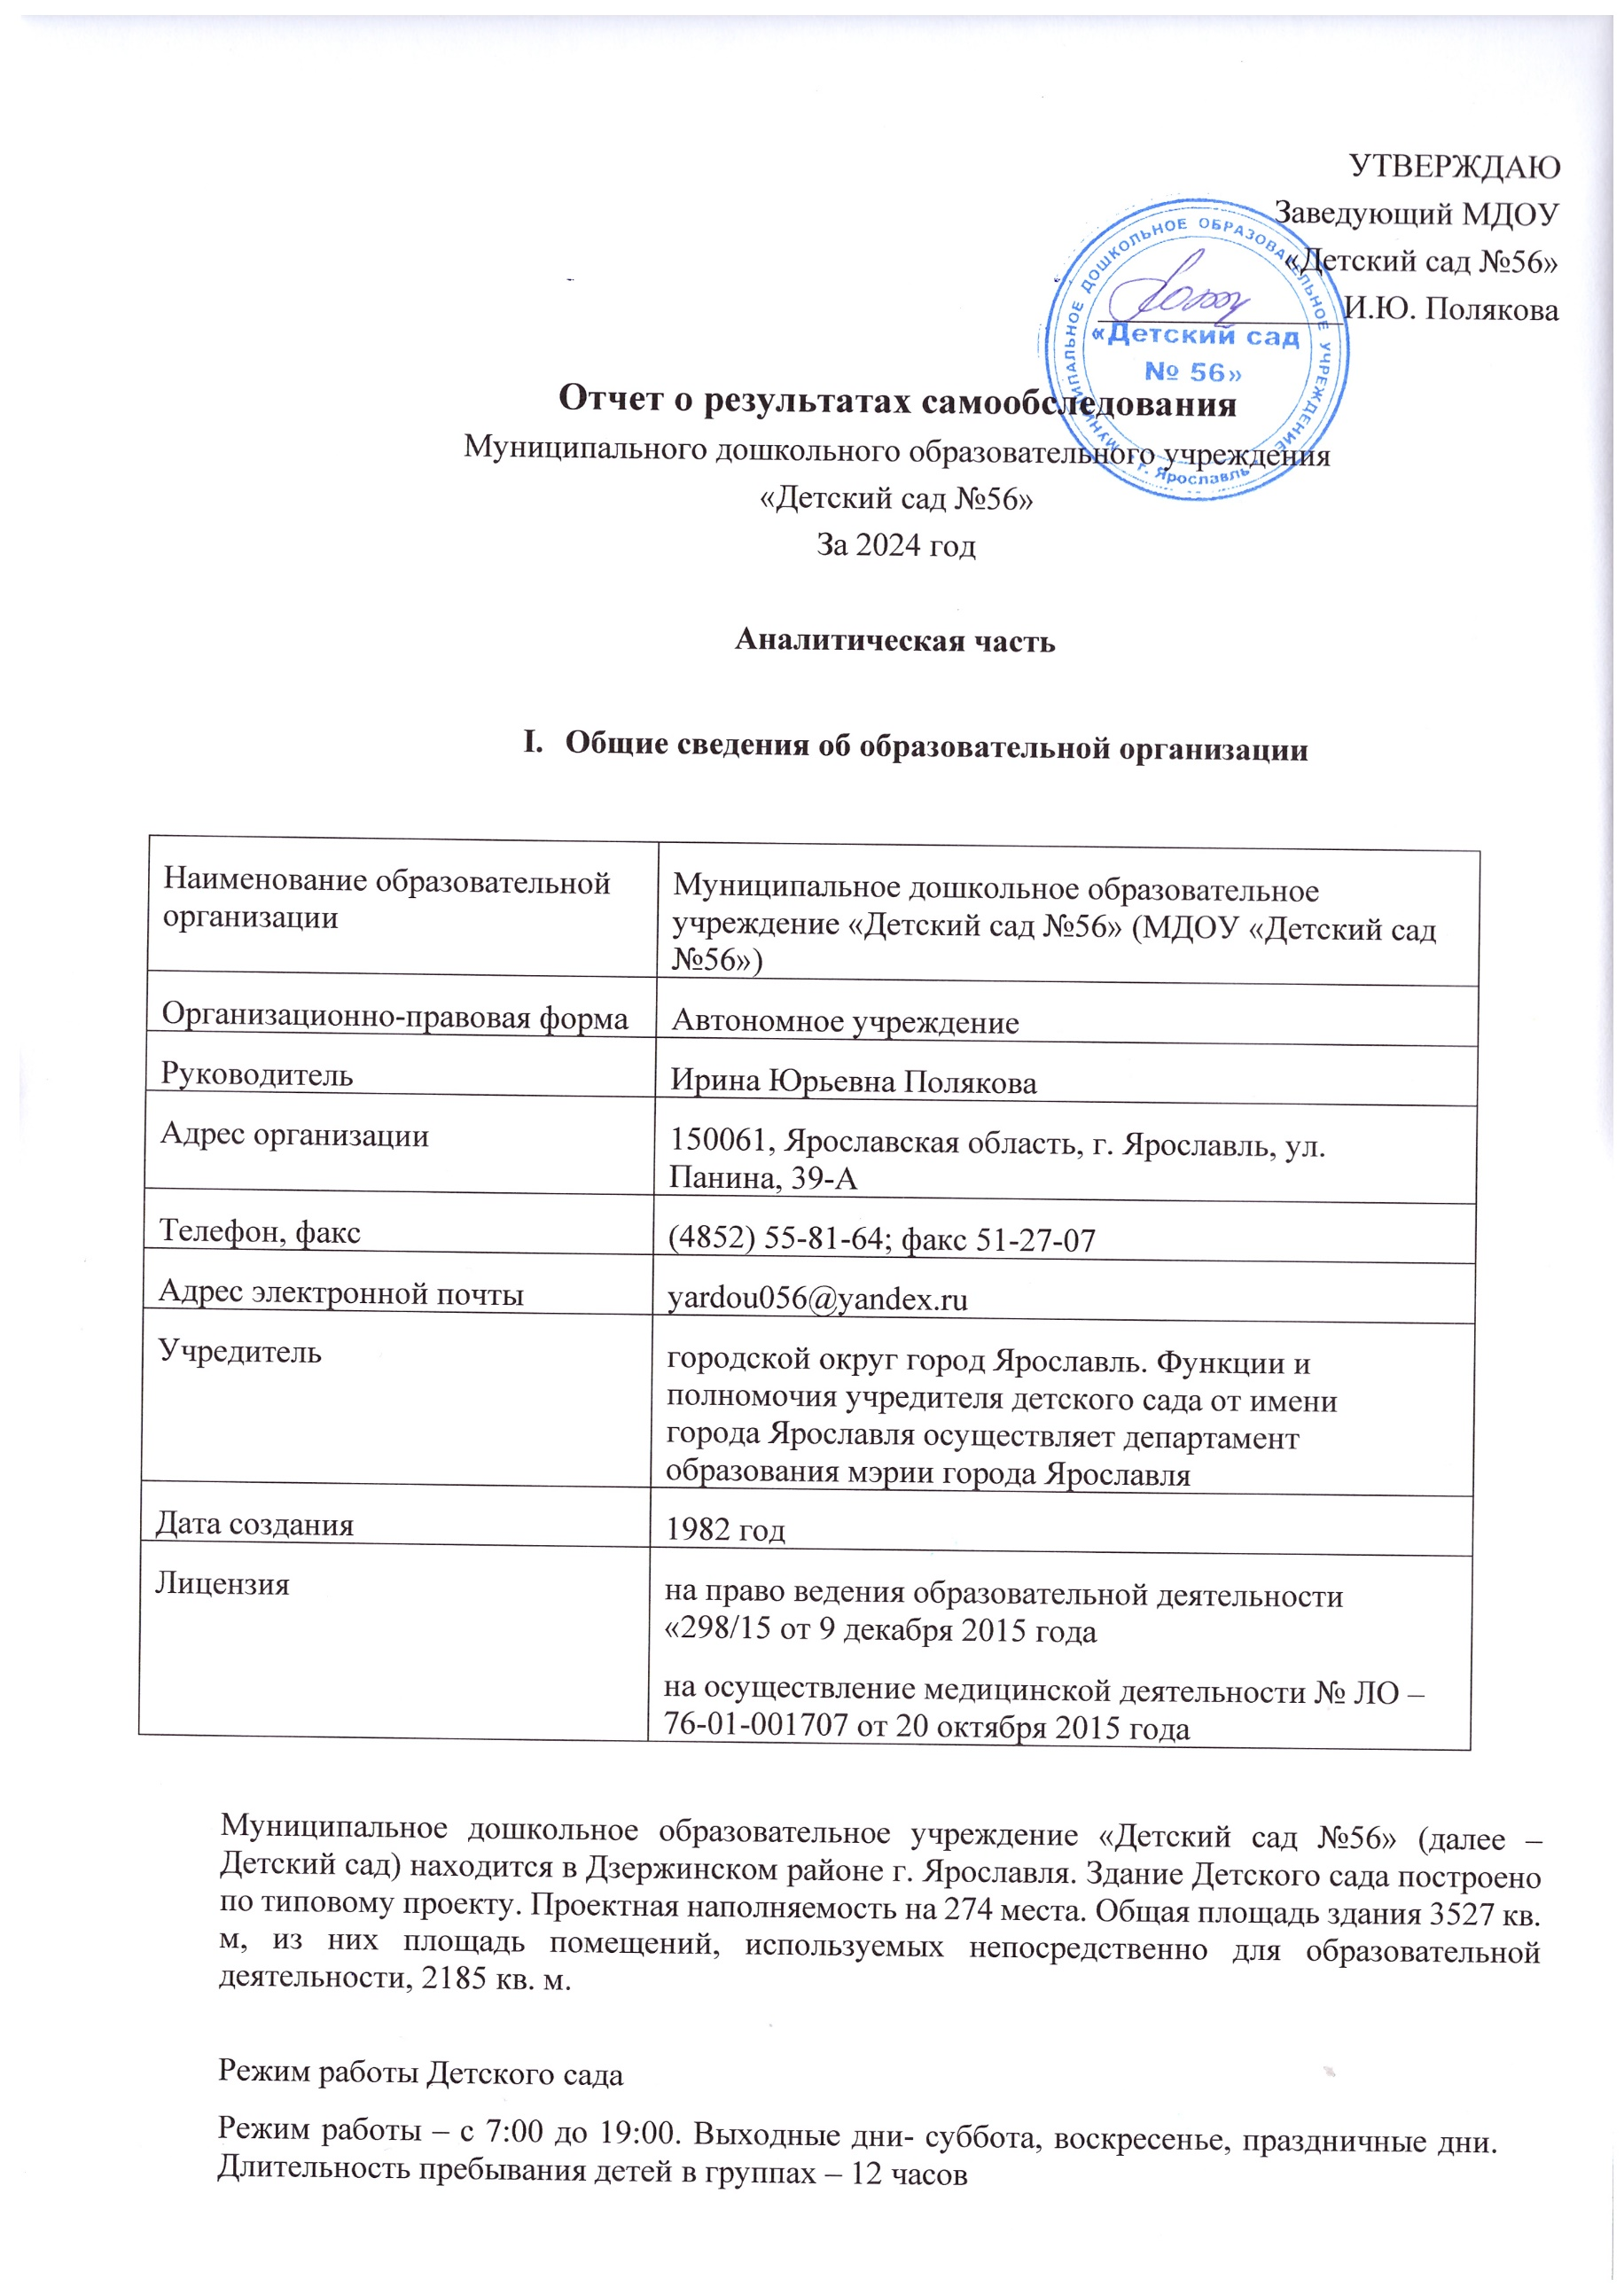 УТВЕРЖДАЮ
Заведующий МДОУ
«Детский сад №56»
И.Ю. Полякова
МУНИЦИПАЛЬНОЕ ДОШКОЛЬНОЕ ОБРАЗОВАТЕЛЬНОЕ УЧРЕЖДЕНИЕ
«Детский сад
№ 56»
г. Ярославль
Отчет о результатах самообследования
Муниципального дошкольного образовательного учреждения
«Детский сад №56»
За 2024 год
Аналитическая часть
I. Общие сведения об образовательной организации
Наименование образовательной
организации
Муниципальное дошкольное образовательное
учреждение «Детский сад №56» (МДОУ «Детский сад
№56»)
Организационно-правовая форма
Автономное учреждение
Руководитель
Ирина Юрьевна Полякова
Адрес организации
150061, Ярославская область, г. Ярославль, ул.
Панина, 39-А
Телефон, факс
(4852) 55-81-64; факс 51-27-07
Адрес электронной почты
yardou056@yandex.ru
Учредитель
городской округ город Ярославль. Функции и
полномочия учредителя детского сада от имени
города Ярославля осуществляет департамент
образования мэрии города Ярославля
Дата создания
1982 год
Лицензия
на право ведения образовательной деятельности
«298/15 от 9 декабря 2015 года
на осуществление медицинской деятельности № ЛО –
76-01-001707 от 20 октября 2015 года
Муниципальное дошкольное образовательное учреждение «Детский сад №56» (далее –
Детский сад) находится в Дзержинском районе г. Ярославля. Здание Детского сада построено
по типовому проекту. Проектная наполняемость на 274 места. Общая площадь здания 3527 кв.
м, из них площадь помещений, используемых непосредственно для образовательной
деятельности, 2185 кв. м.
Режим работы Детского сада
Режим работы – с 7:00 до 19:00. Выходные дни- суббота, воскресенье, праздничные дни.
Длительность пребывания детей в группах – 12 часов